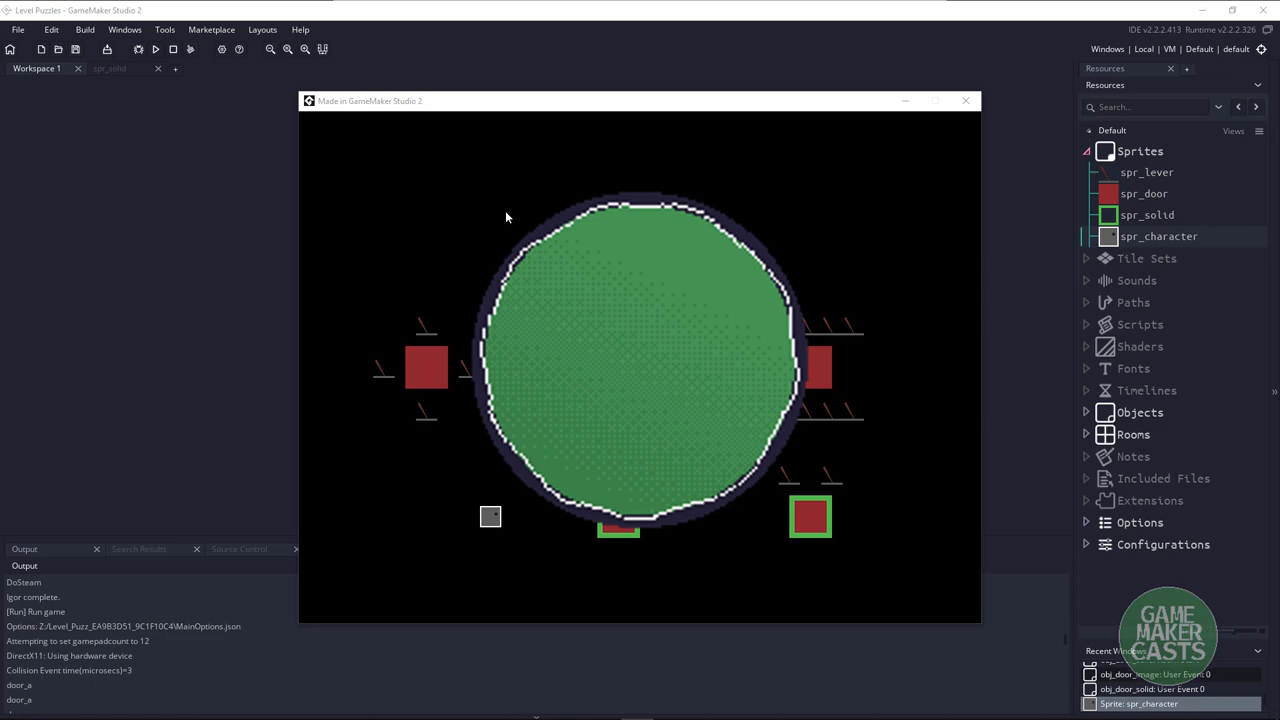 Level Puzzles - GameMaker Studio 2
File Edit Build Windows Tools Marketplace Layouts Help
IDE v2.2.2.413 Runtime v2.2.2.326
Windows | Local | VM | Default | default
Workspace 1
spr_solid
Resources
Resources
Search...
Default
Views
Sprites
spr_lever
spr_door
spr_solid
spr_character
Tile Sets
Sounds
Paths
Scripts
Shaders
Fonts
Timelines
Objects
Rooms
Notes
Included Files
Extensions
Options
Configurations
Made in GameMaker Studio 2
Output
Search Results
Source Control
Output
DoSteam
Igor complete.
[Run] Run game
Options: Z:/Level_Puzz_EA9B3D51_9C1F10C4\MainOptions.json
Attempting to set gamepadcount to 12
DirectX11: Using hardware device
Collision Event time(microsecs)=3
door_a
door_a
GAME
MAKER
CASTS
Recent Windows
obj_door_image: User Event 0
obj_door_solid: User Event 0
Sprite: spr_character